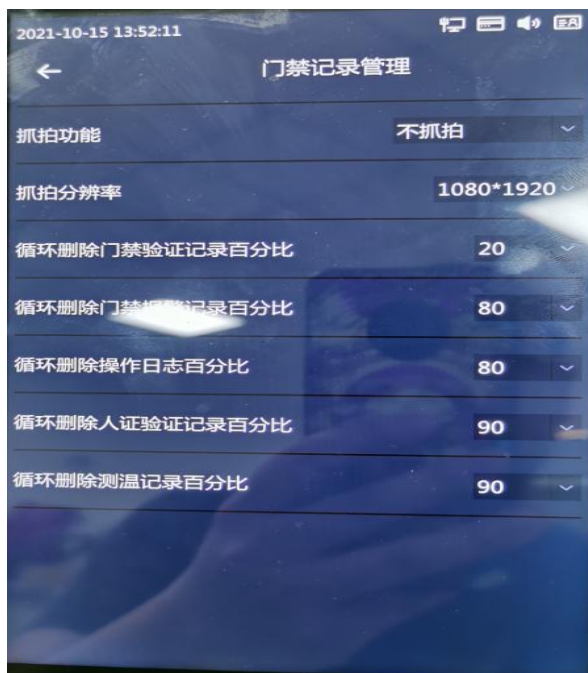 2021-10-15 13:52:11
门禁记录管理
抓拍功能 不抓拍
抓拍分辨率 1080*1920
循环删除门禁验证记录百分比 20
循环删除门禁报警记录百分比 80
循环删除操作日志百分比 80
循环删除人证验证记录百分比 90
循环删除测温记录百分比 90